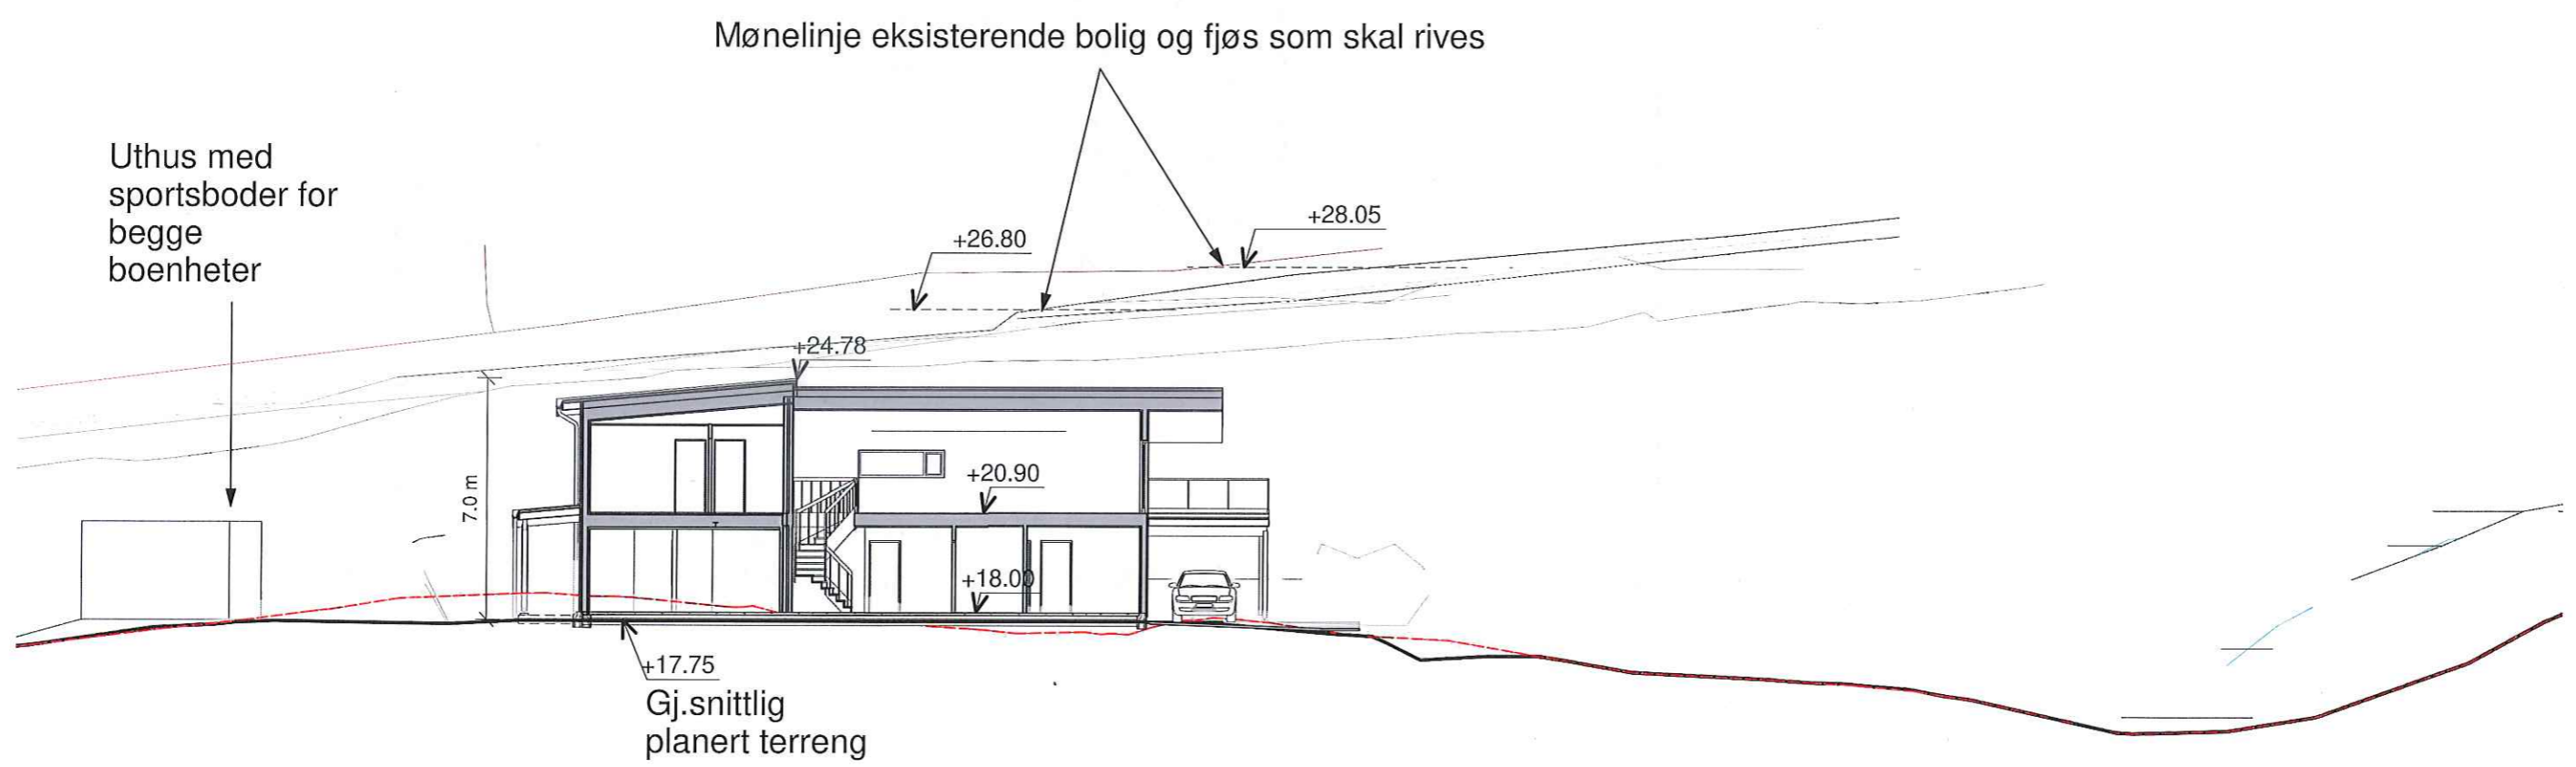 Mønelinje eksisterende bolig og fjøs som skal rives
Uthus med
sportsboder for
begge
boenheter
+28.05
+26.80
+24.78
7.0 m
+20.90
+18.00
+17.75
Gj.snittlig
planert terreng